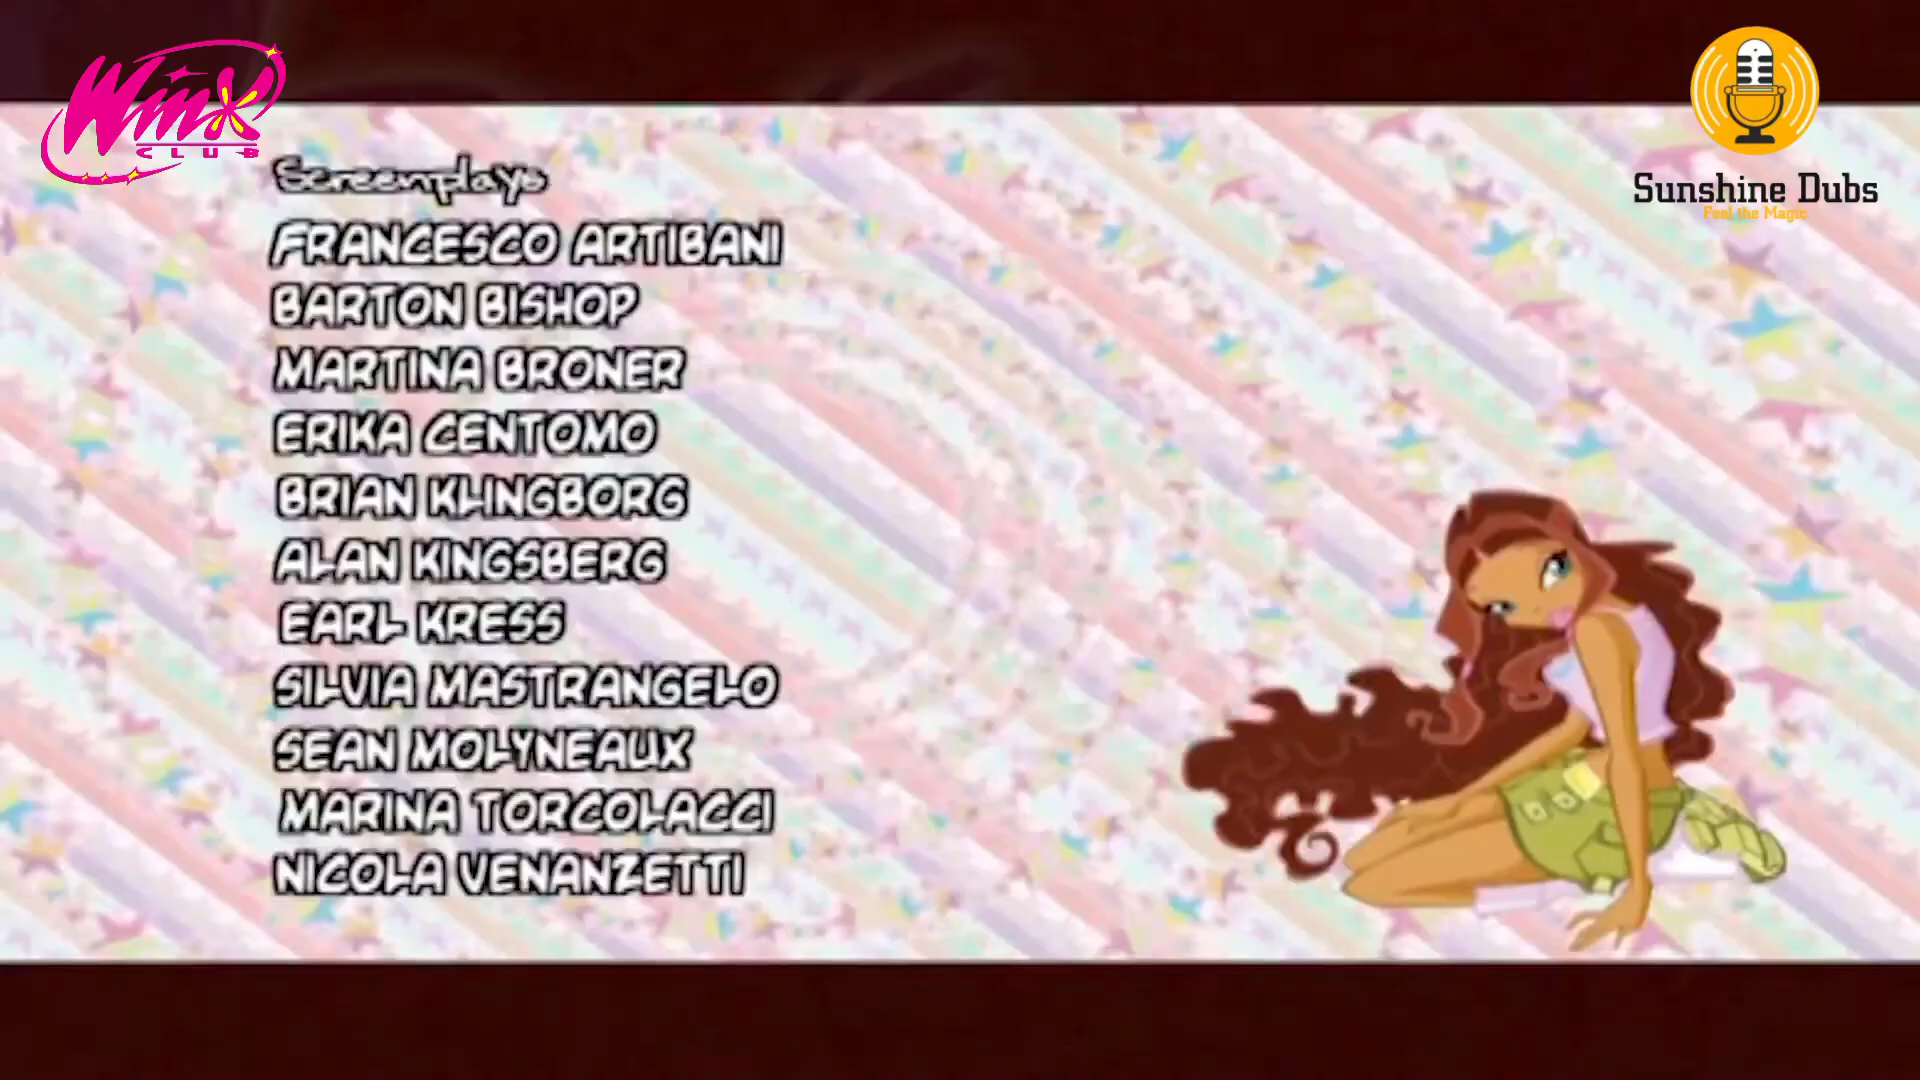 Winx
CLUB
Sunshine Dubs
Feel the Magic
Screenplays
FRANCESCO ARTIBANI
BARTON BISHOP
MARTINA BRONER
ERIKA CENTOMO
BRIAN KLINGBORG
ALAN KINGSBERG
EARL KRESS
SILVIA MASTRANGELO
SEAN MOLYNEAUX
MARINA TORCOLACCI
NICOLA VENANZETTI